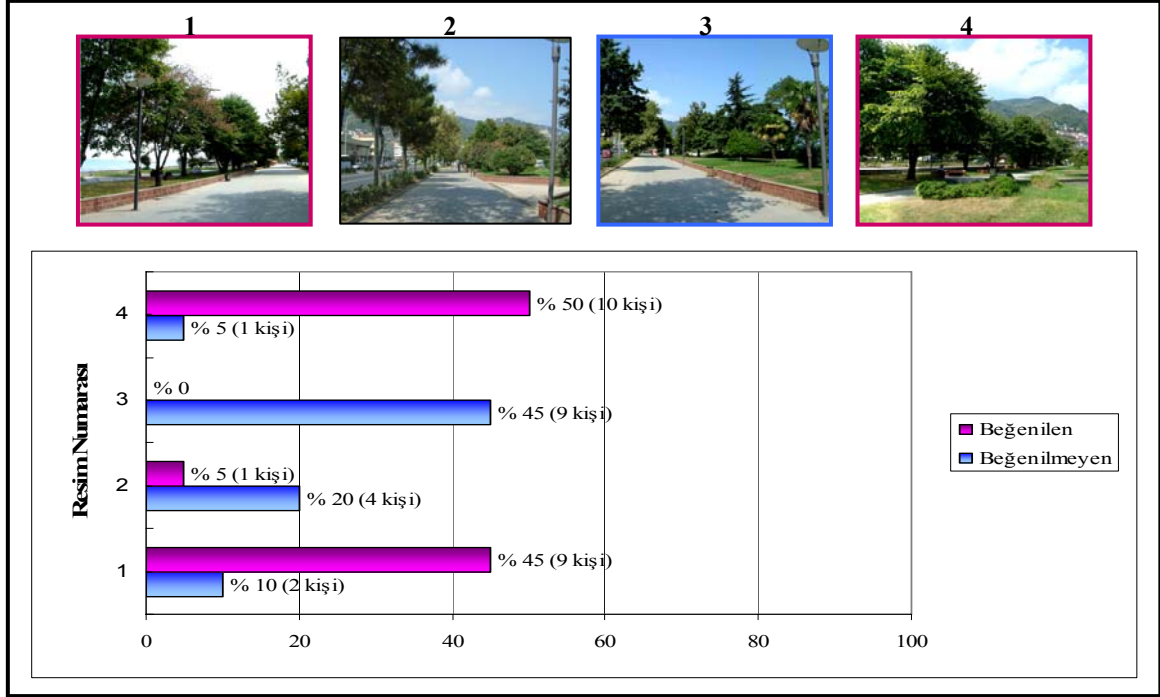 1 2 3 4
Resim Numarası
4
% 50 (10 kişi)
% 5 (1 kişi)
3
% 0
% 45 (9 kişi)
2
% 5 (1 kişi)
% 20 (4 kişi)
1
% 45 (9 kişi)
% 10 (2 kişi)
0 20 40 60 80 100
Beğenilen
Beğenilmeyen